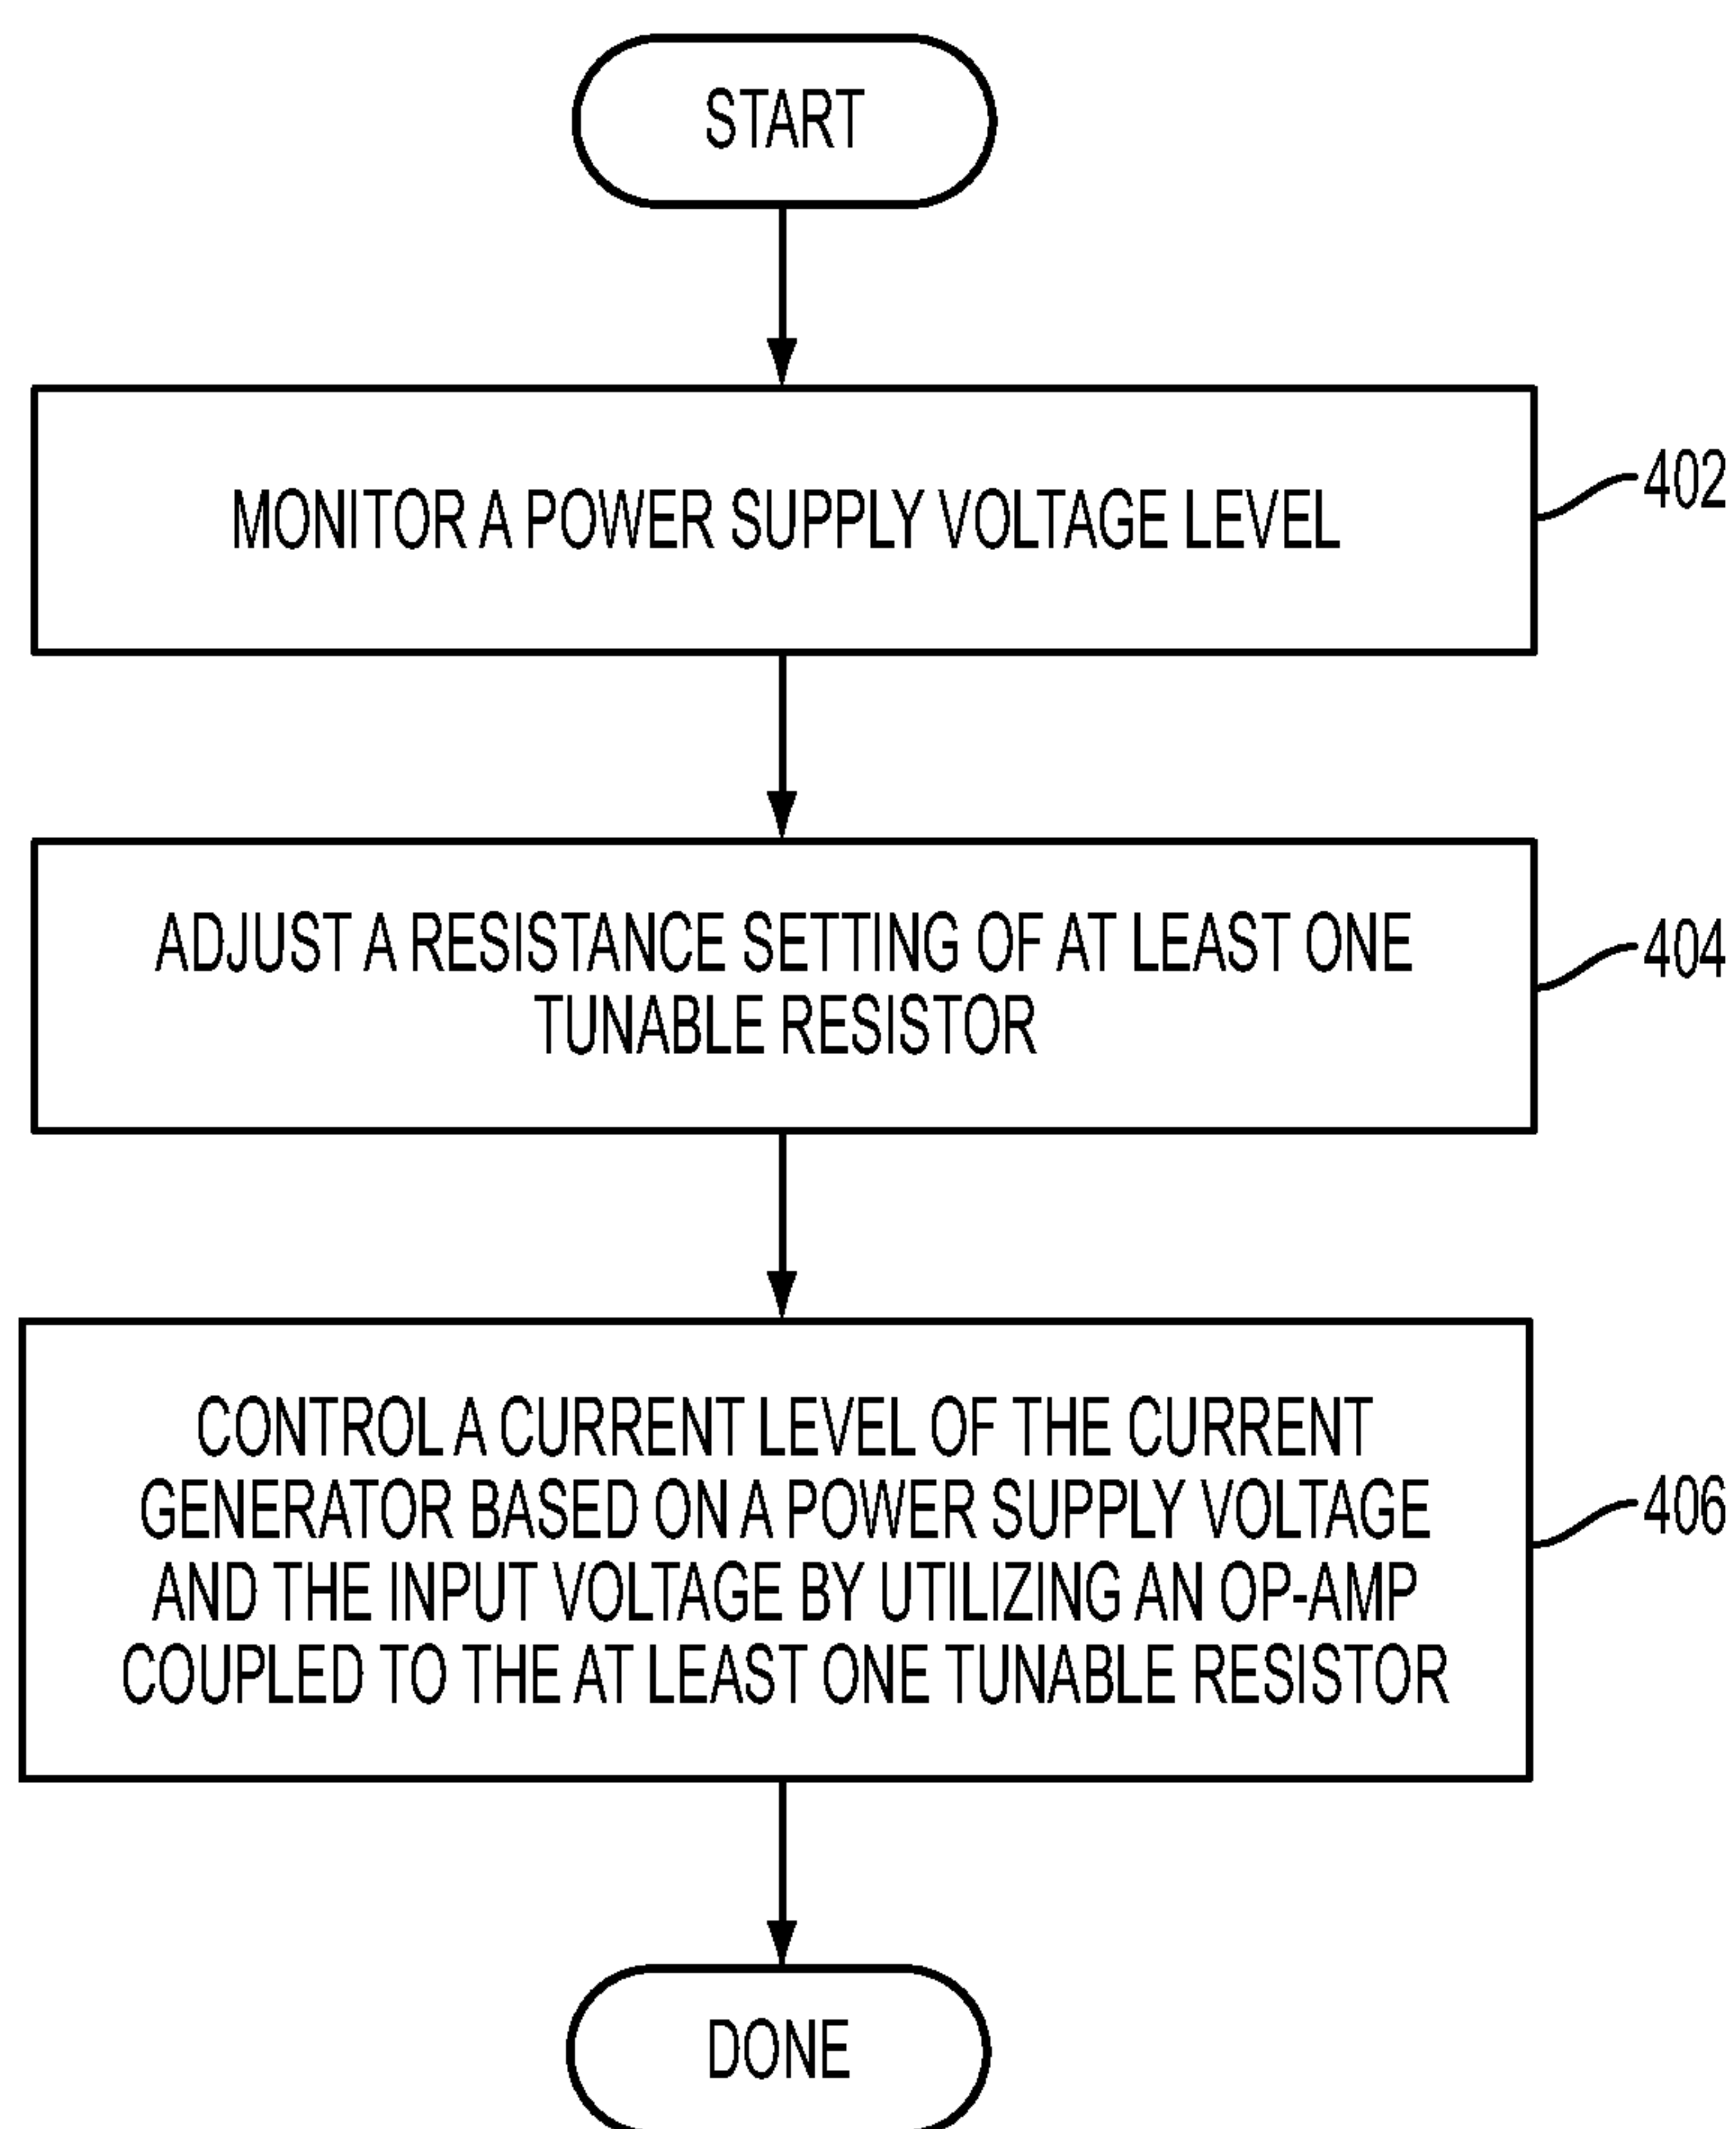 START
MONITOR A POWER SUPPLY VOLTAGE LEVEL
402
ADJUST A RESISTANCE SETTING OF AT LEAST ONE
TUNABLE RESISTOR
404
CONTROL A CURRENT LEVEL OF THE CURRENT
GENERATOR BASED ON A POWER SUPPLY VOLTAGE
AND THE INPUT VOLTAGE BY UTILIZING AN OP-AMP
COUPLED TO THE AT LEAST ONE TUNABLE RESISTOR
406
DONE